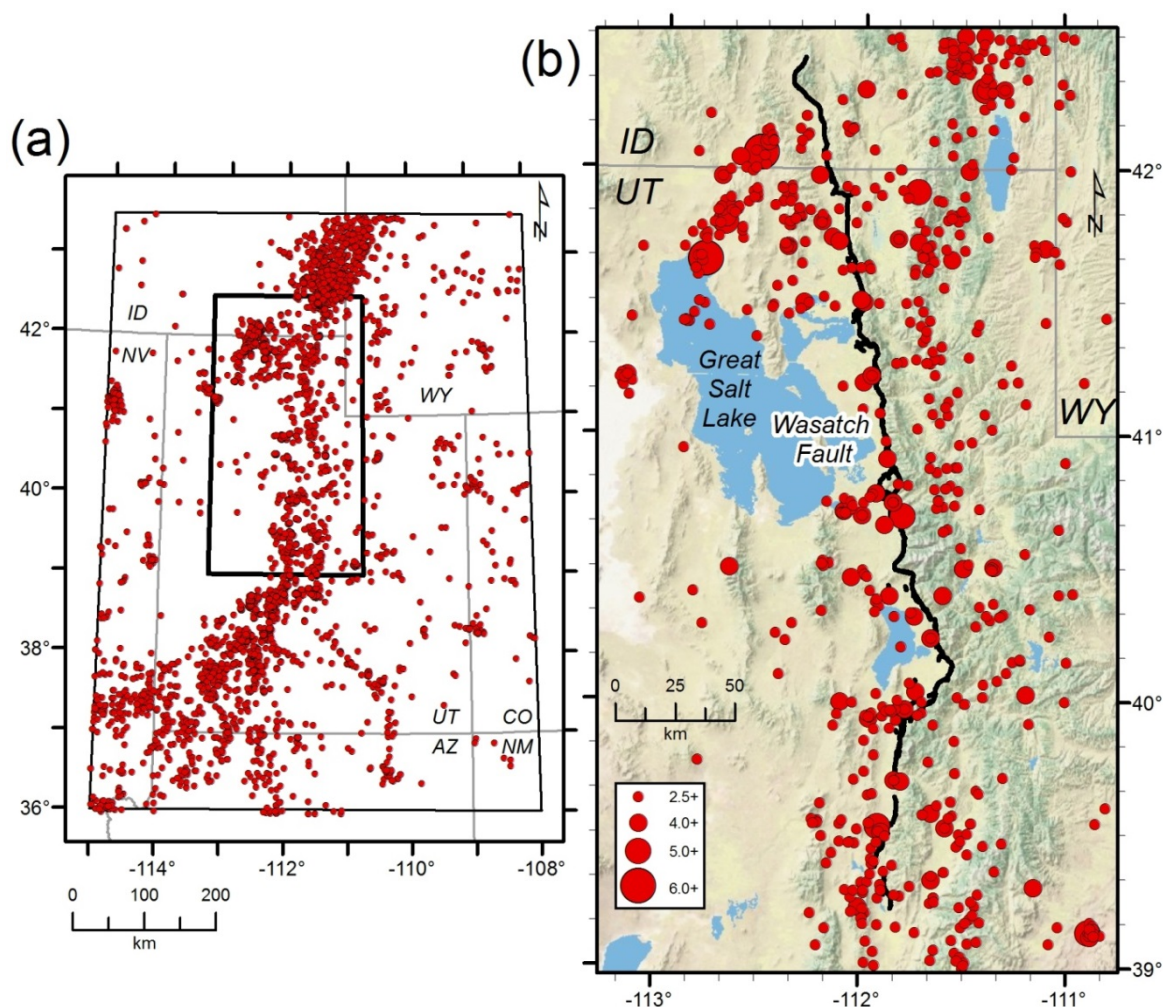 (a)
N
ID
NV
WY
UT
CO
AZ
NM
42°
40°
38°
36°
-114°
-112°
-110°
-108°
0
100
200
km
(b)
ID
UT
N
42°
Great
Salt
Lake
Wasatch
Fault
WY
41°
40°
0
25
50
km
2.5+
4.0+
5.0+
6.0+
39°
-113°
-112°
-111°